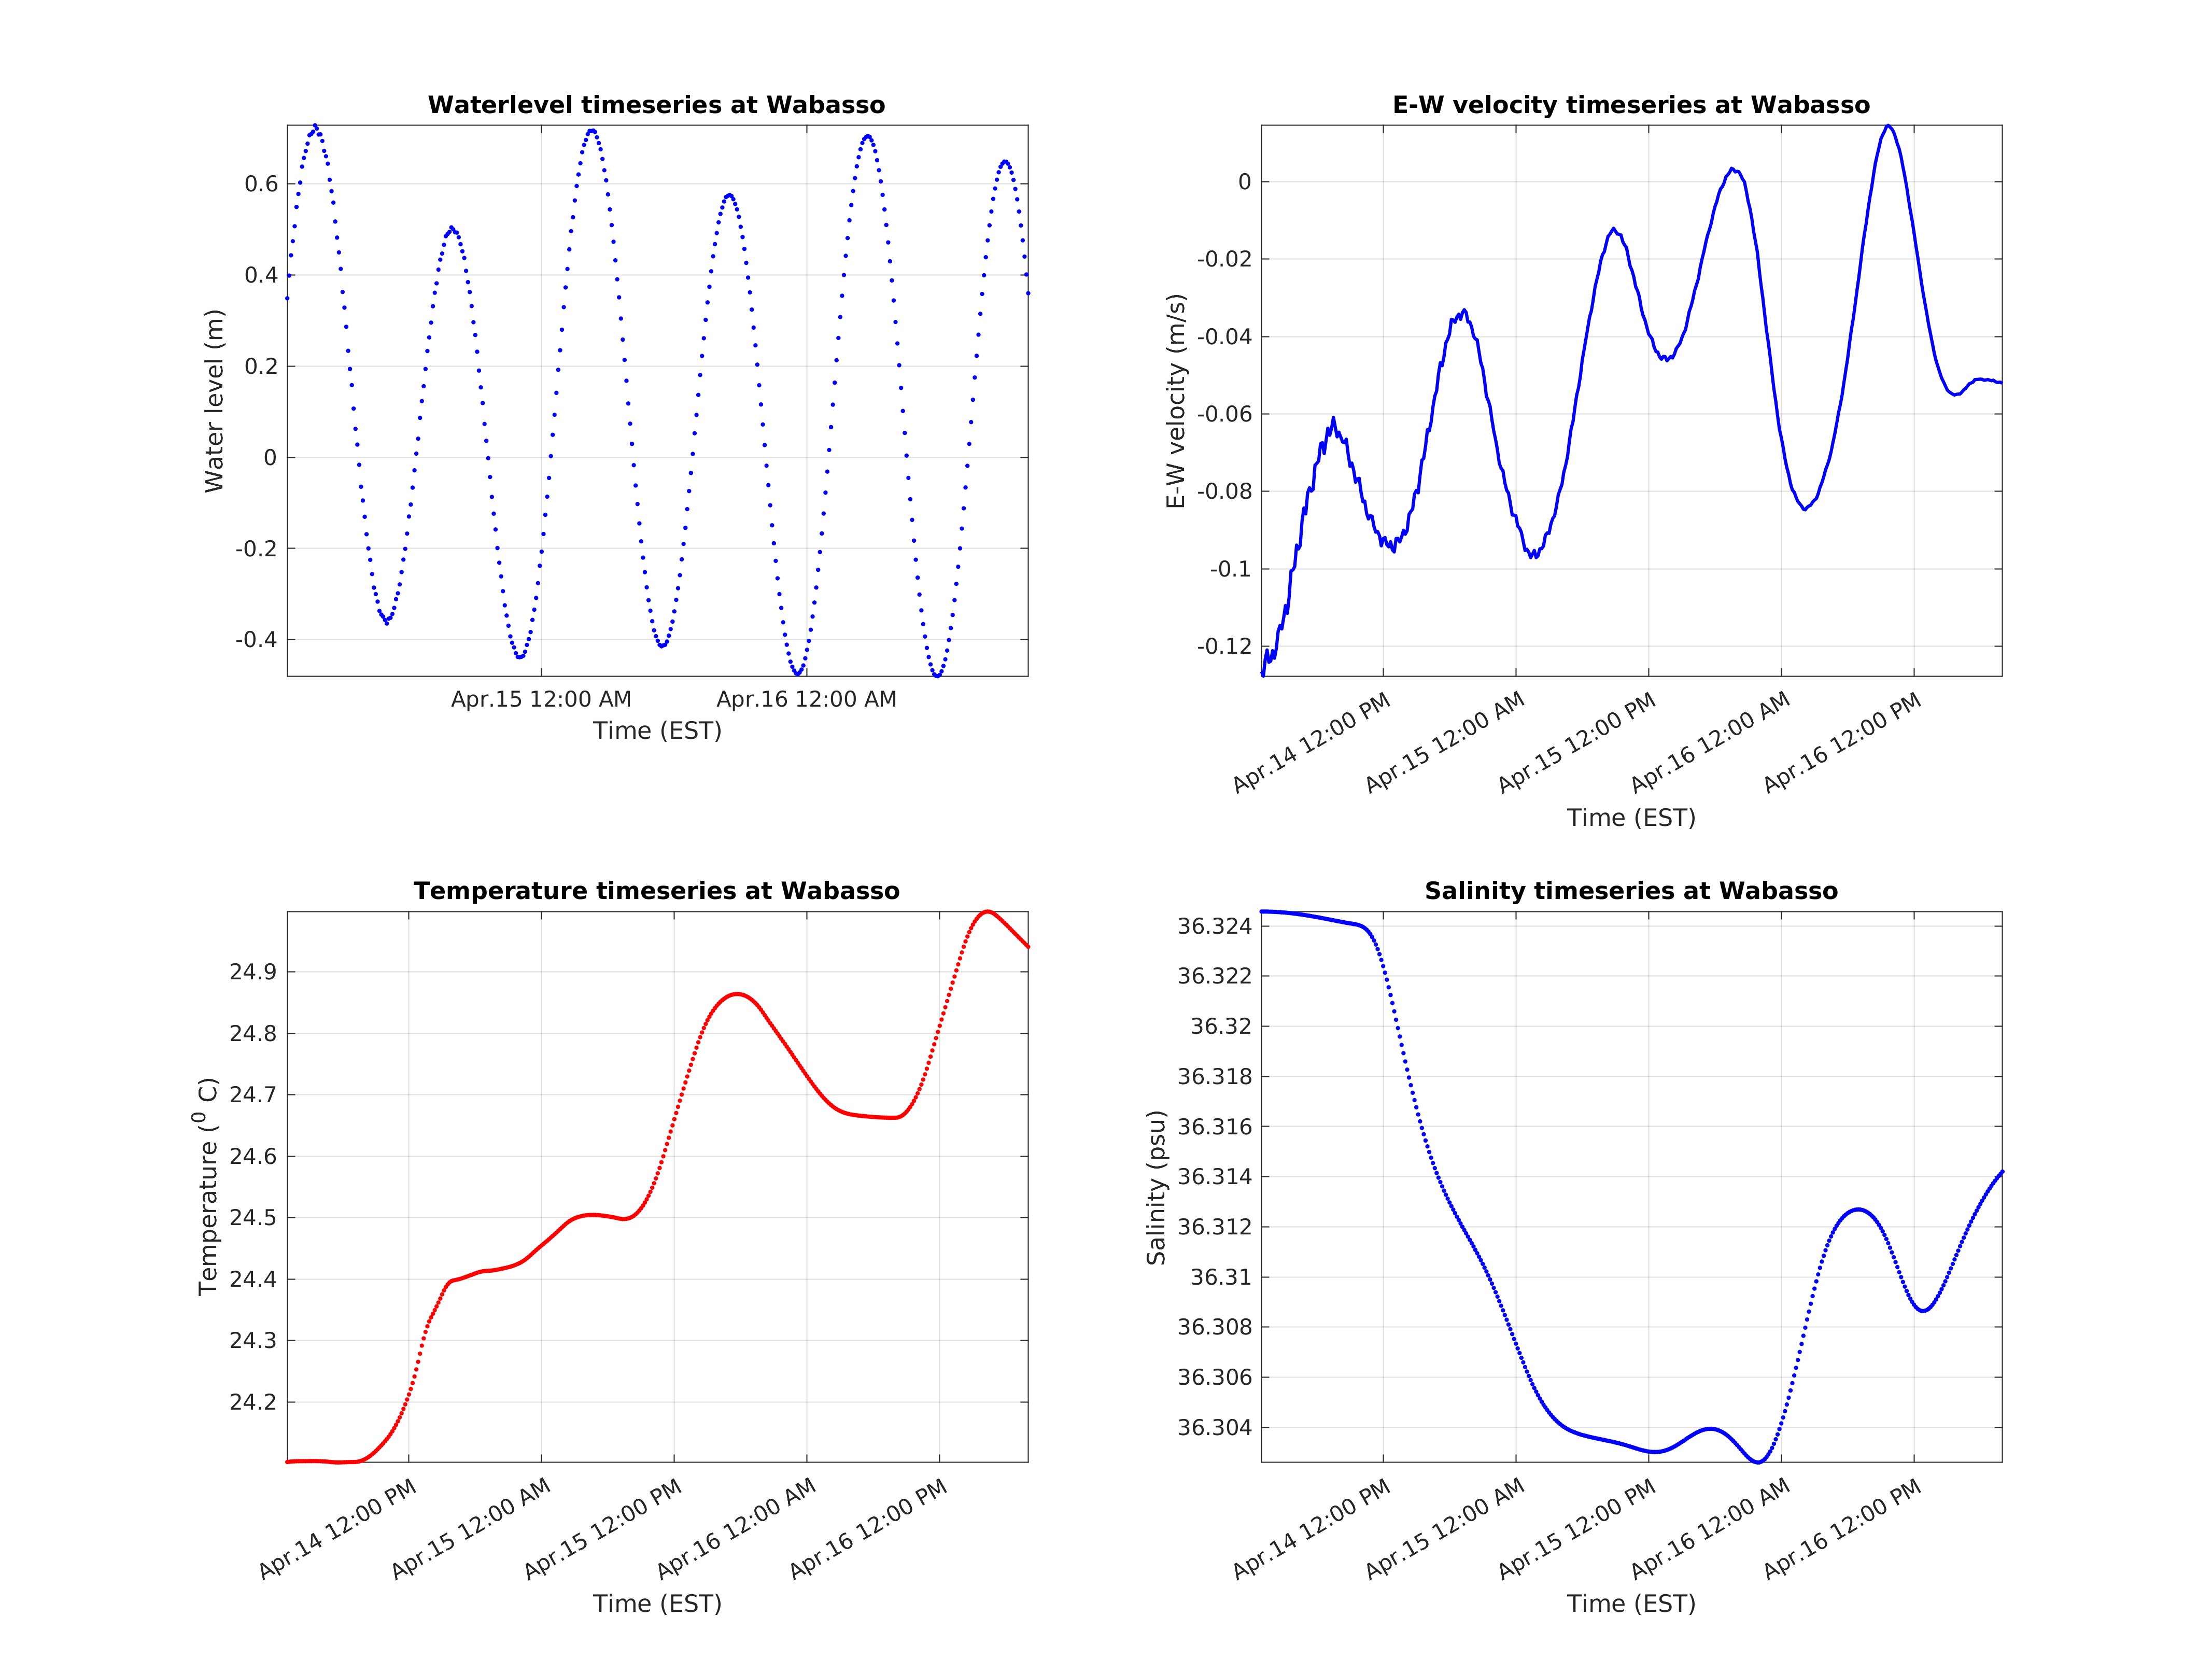 Waterlevel timeseries at Wabasso
0.6
0.4
0.2
0
-0.2
-0.4
Water level (m)
Apr.15 12:00 AM
Apr.16 12:00 AM
Time (EST)
E-W velocity timeseries at Wabasso
0
-0.02
-0.04
-0.06
-0.08
-0.1
-0.12
E-W velocity (m/s)
Apr.14 12:00 PM
Apr.15 12:00 AM
Apr.15 12:00 PM
Apr.16 12:00 AM
Apr.16 12:00 PM
Time (EST)
Temperature timeseries at Wabasso
24.9
24.8
24.7
24.6
24.5
24.4
24.3
24.2
Temperature (⁰ C)
Apr.14 12:00 PM
Apr.15 12:00 AM
Apr.15 12:00 PM
Apr.16 12:00 AM
Apr.16 12:00 PM
Time (EST)
Salinity timeseries at Wabasso
36.324
36.322
36.32
36.318
36.316
36.314
36.312
36.31
36.308
36.306
36.304
Salinity (psu)
Apr.14 12:00 PM
Apr.15 12:00 AM
Apr.15 12:00 PM
Apr.16 12:00 AM
Apr.16 12:00 PM
Time (EST)